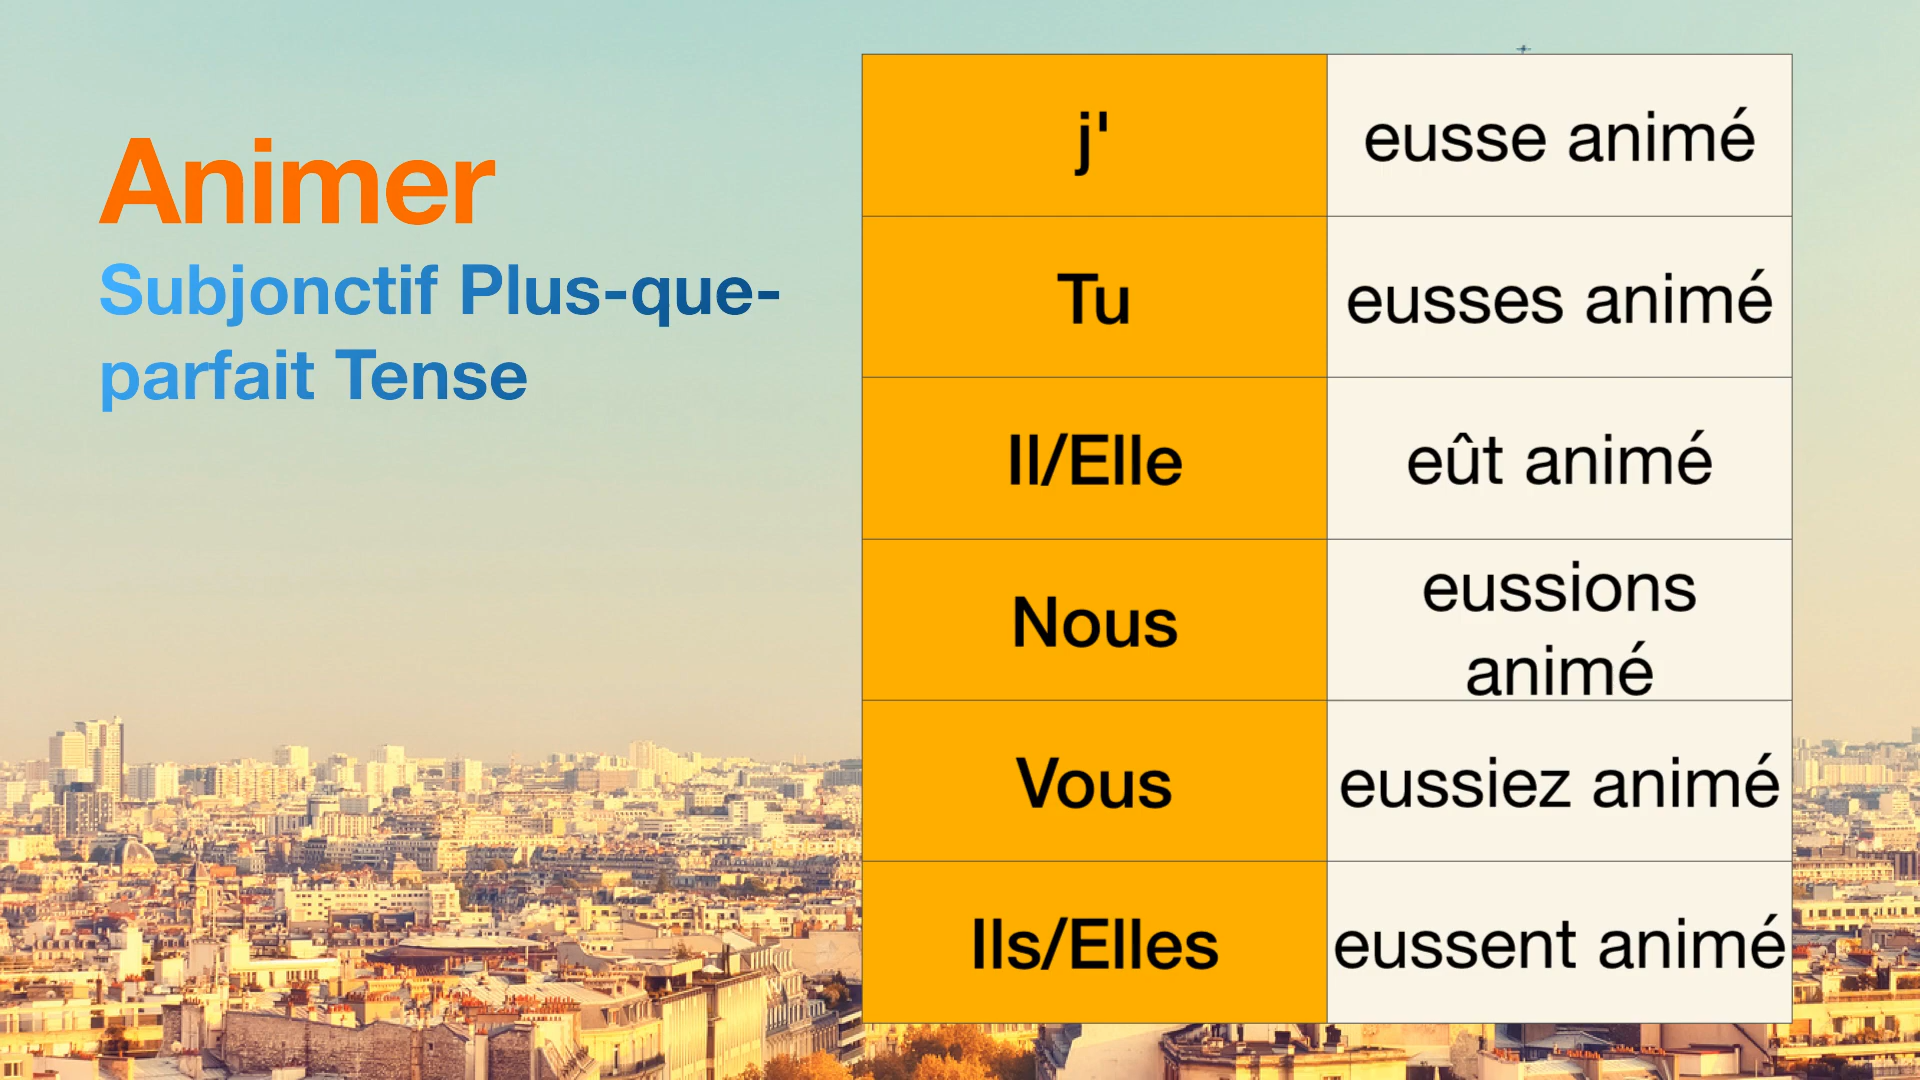 Animer
Subjonctif Plus-que-
parfait Tense
j' eusse animé
Tu eusses animé
Il/Elle eût animé
Nous eussions
animé
Vous eussiez animé
Ils/Elles eussent animé